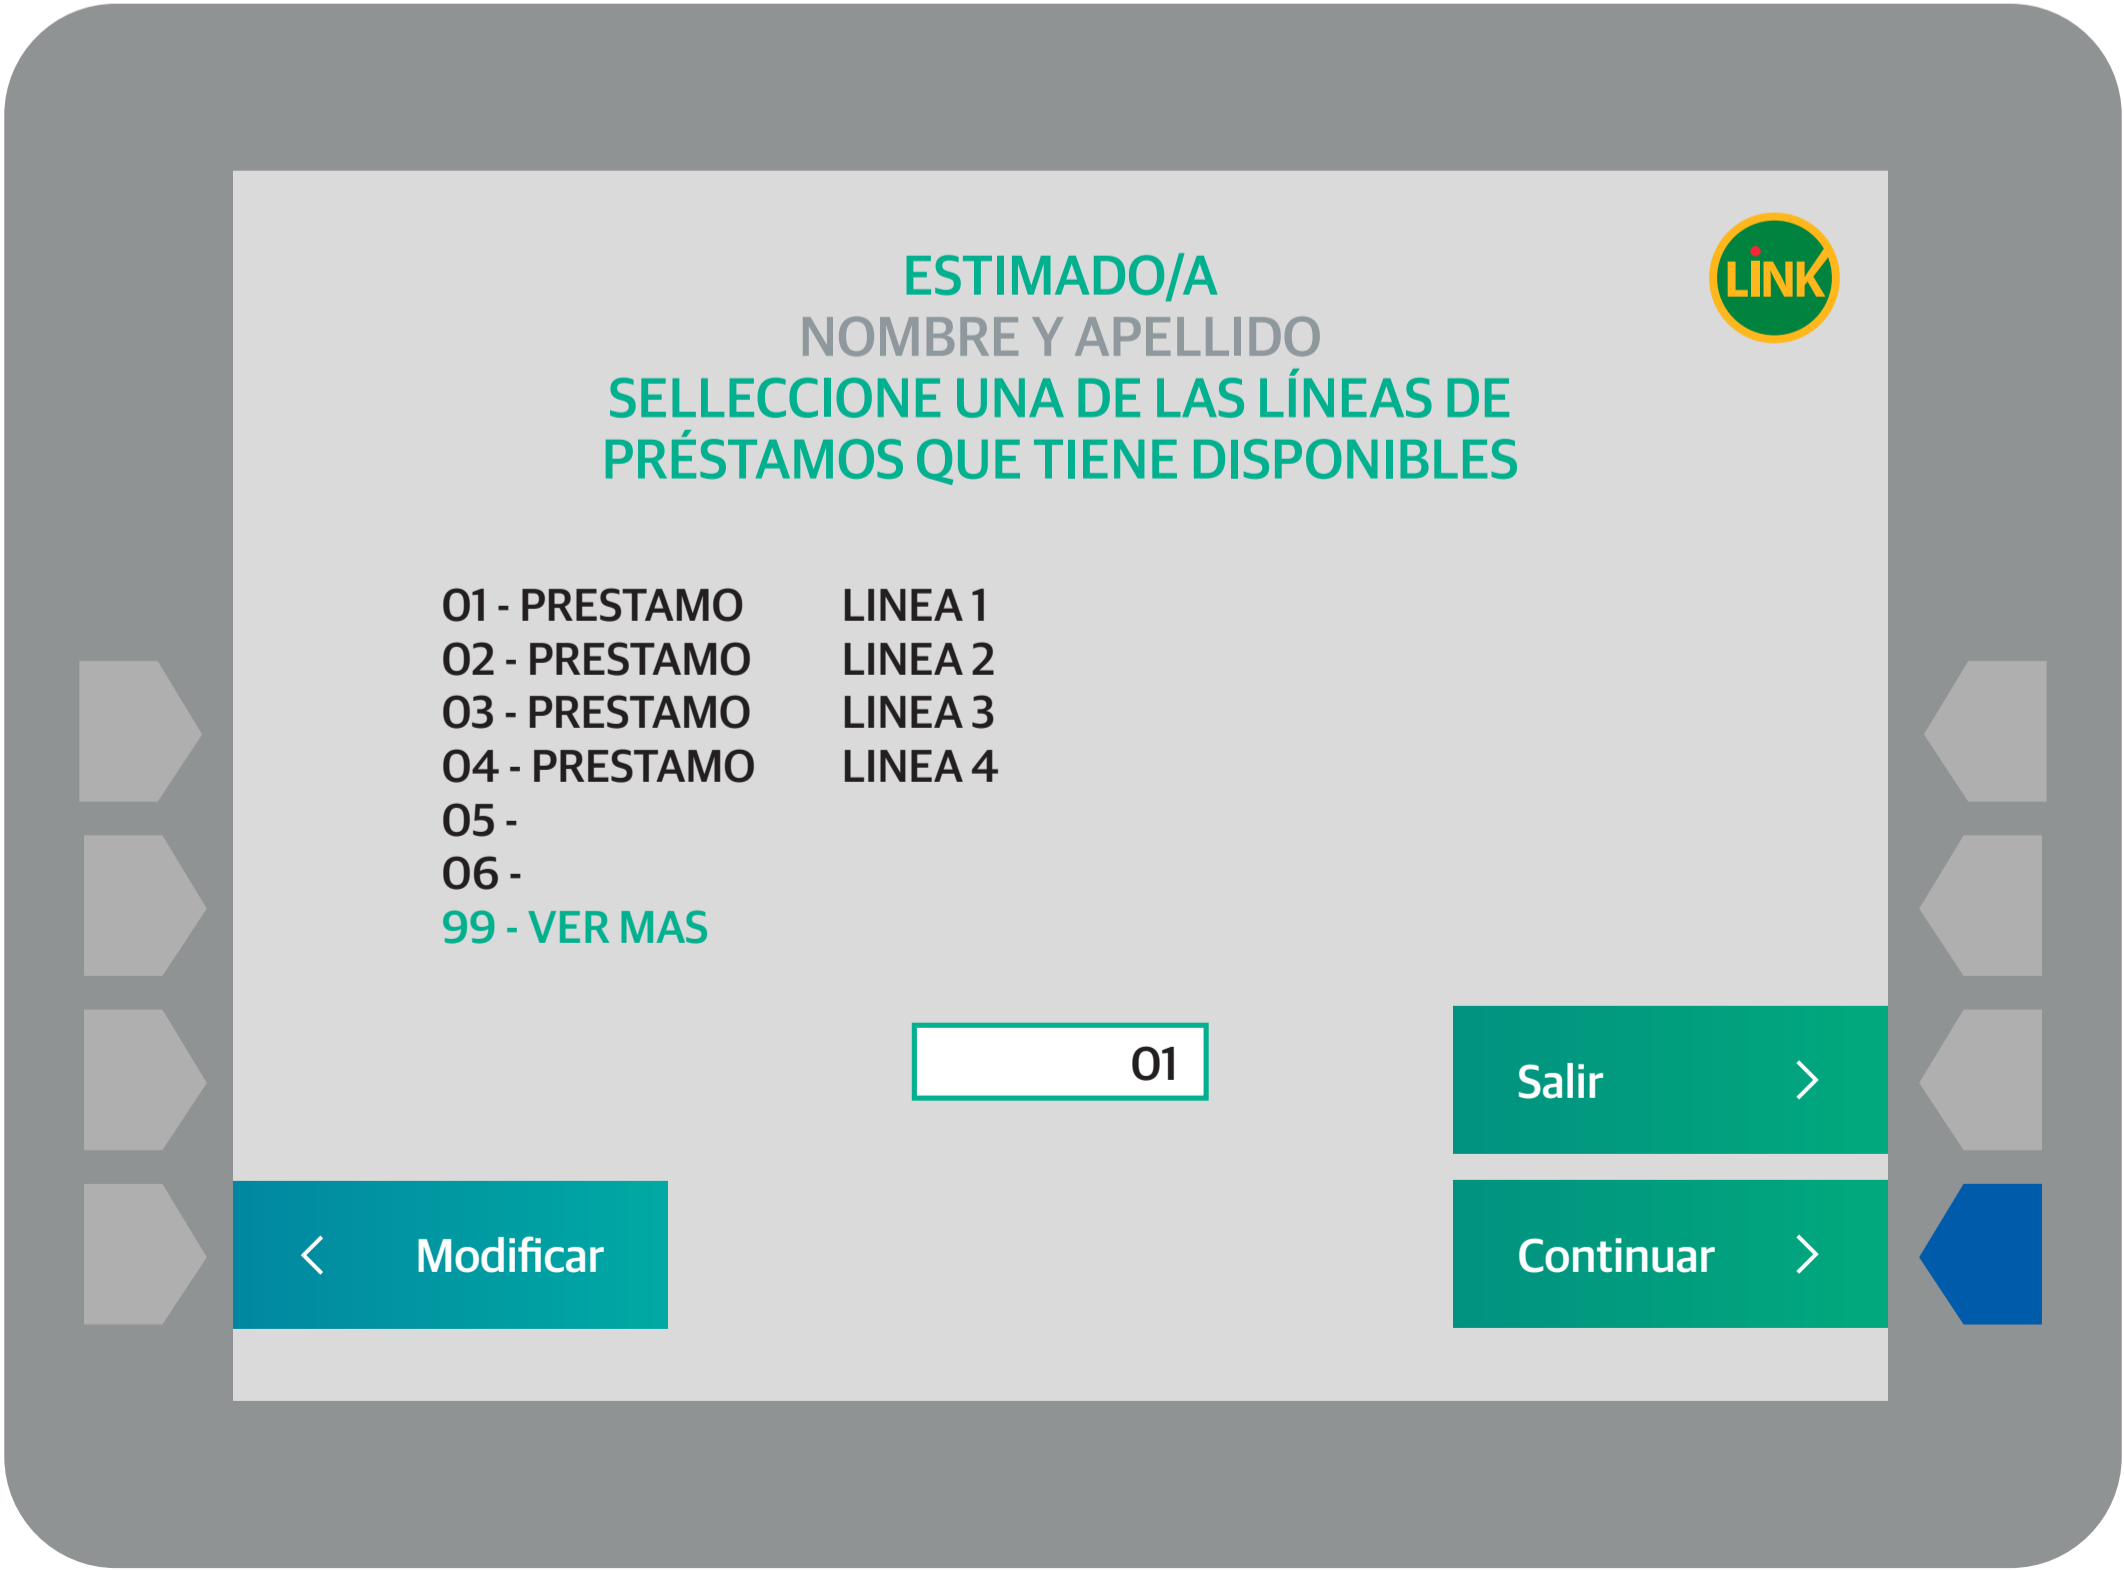 LINK
ESTIMADO/A
NOMBRE Y APELLIDO
SELLECCIONE UNA DE LAS LÍNEAS DE
PRÉSTAMOS QUE TIENE DISPONIBLES
01 - PRESTAMO LINEA 1
02 - PRESTAMO LINEA 2
03 - PRESTAMO LINEA 3
04 - PRESTAMO LINEA 4
05 -
06 -
99 - VER MAS
01
Salir
Modificar
Continuar